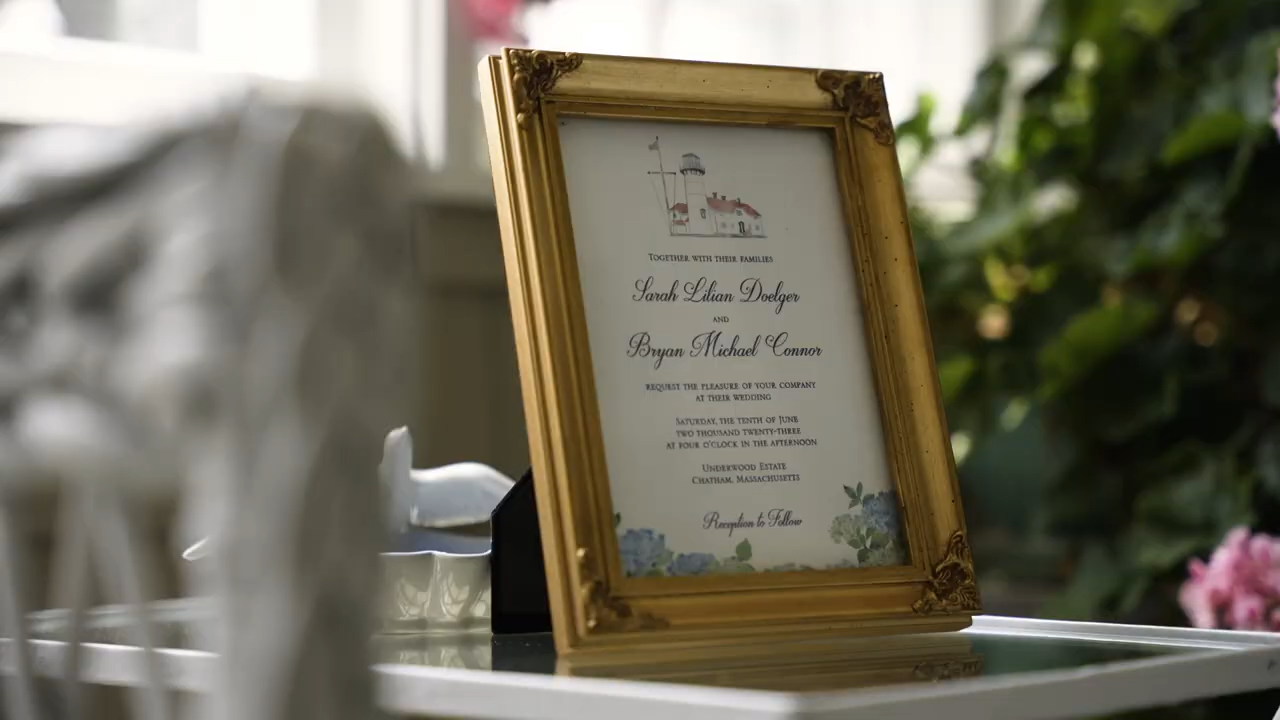 Together with their families
Sarah Lilian Doelger
and
Bryan Michael Connor
request the pleasure of your company
at their wedding
Saturday, the tenth of June
two thousand twenty-three
at four o'clock in the afternoon
Underwood Estate
Chatham, Massachusetts
Reception to Follow